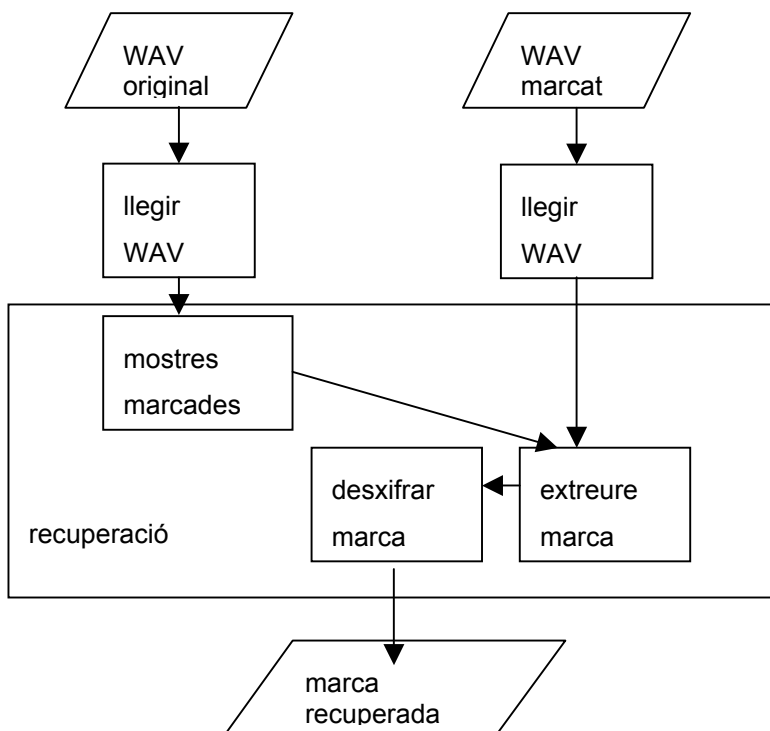 WAV
original
WAV
marcat
llegir
WAV
llegir
WAV
mostres
marcades
desxifrar
marca
extreure
marca
recuperació
marca
recuperada